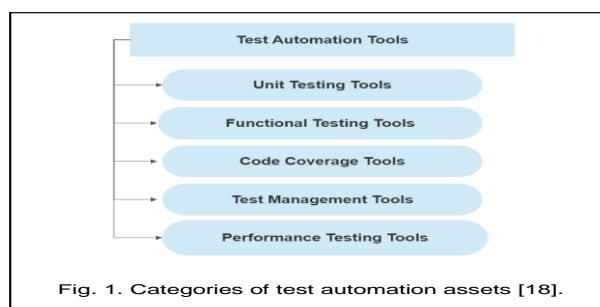 Test Automation Tools
Unit Testing Tools
Functional Testing Tools
Code Coverage Tools
Test Management Tools
Performance Testing Tools
Fig. 1. Categories of test automation assets [18].